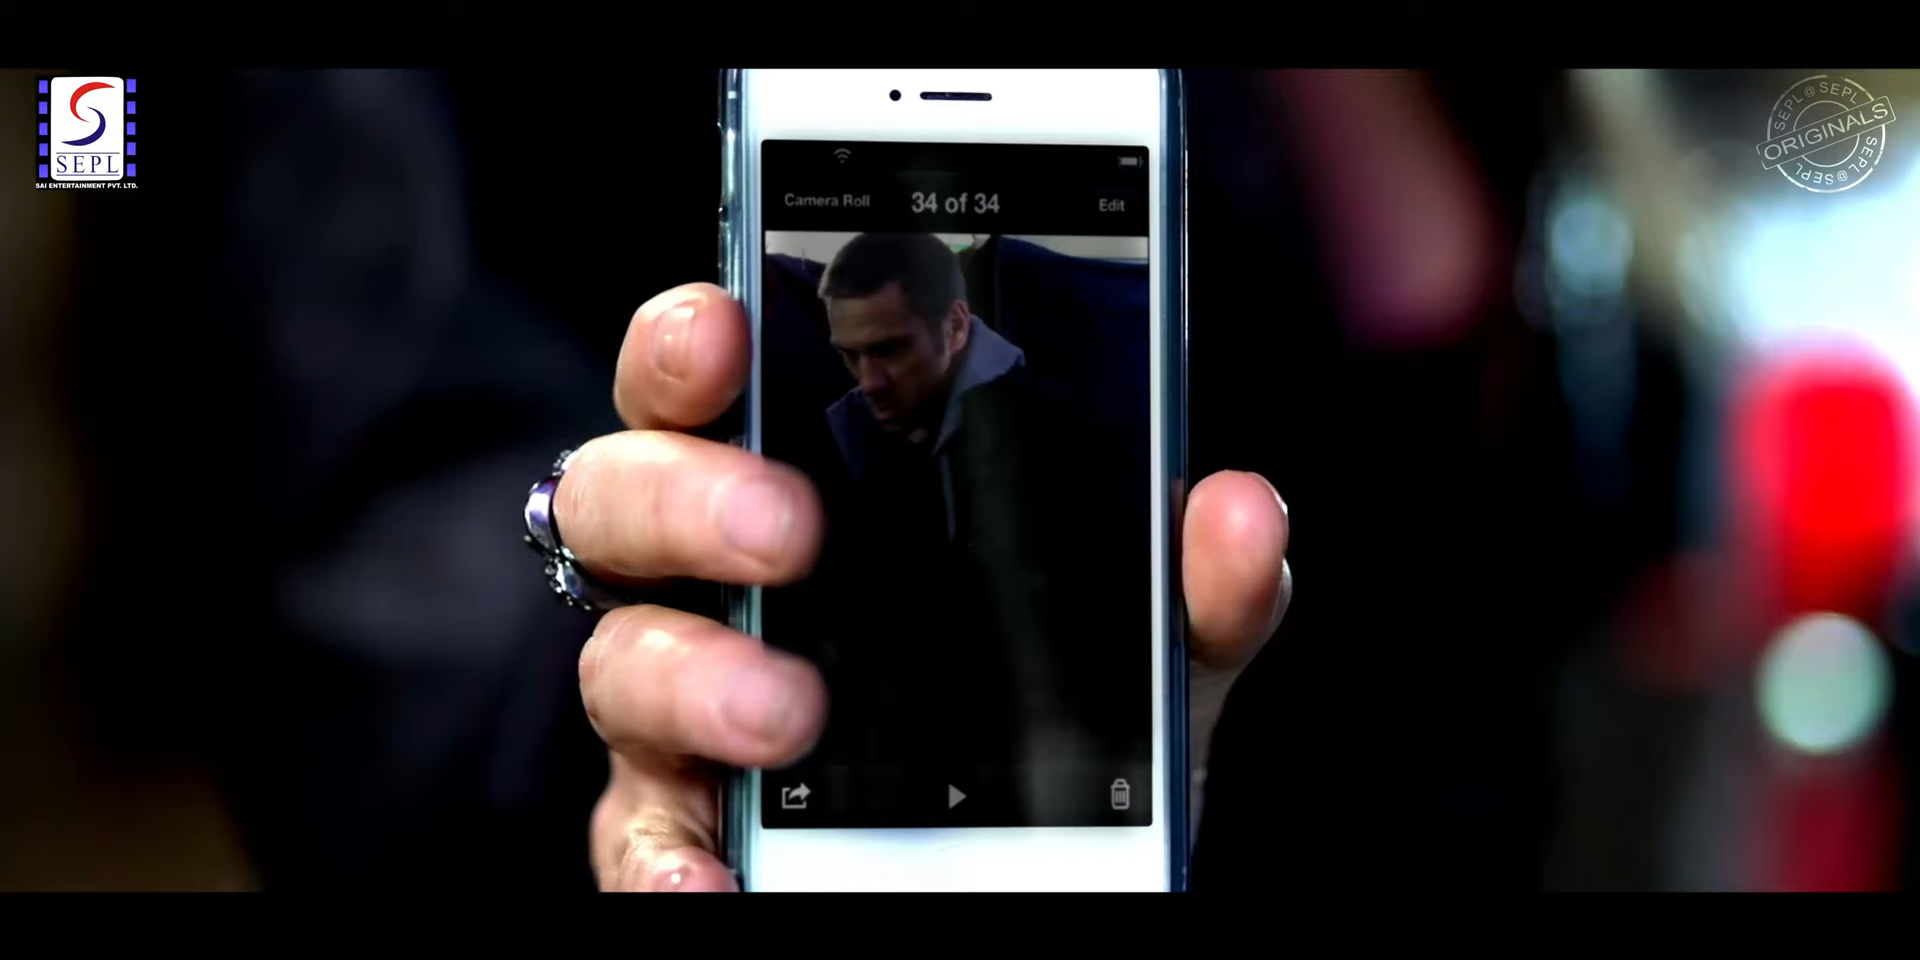 SEPL
SAI ENTERTAINMENT PVT. LTD.
SEPL@SEPL
ORIGINALS
SEPL@SEPL
Camera Roll
34 of 34
Edit